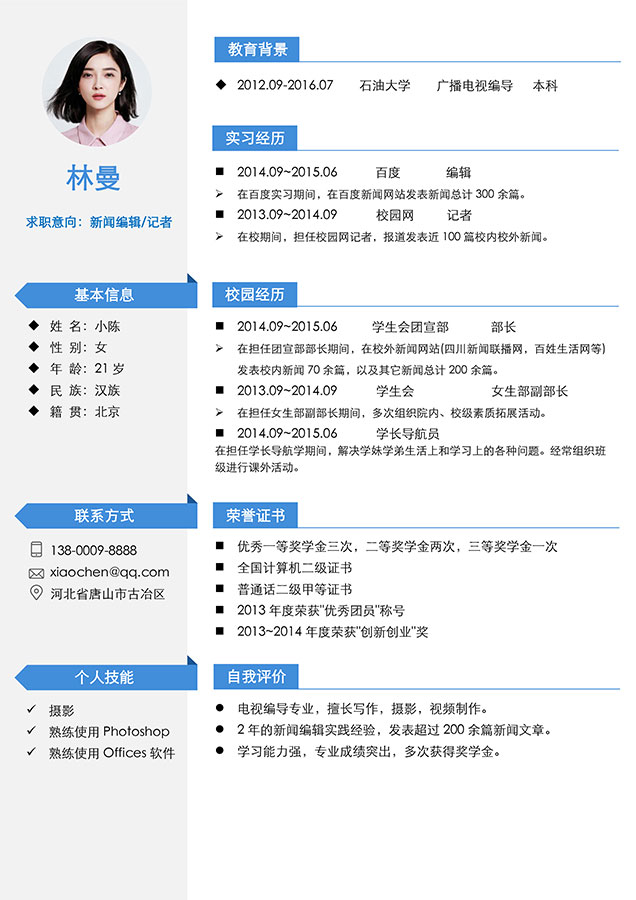 林曼
求职意向：新闻编辑/记者
基本信息
◆ 姓 名：小陈
◆ 性 别：女
◆ 年 龄：21 岁
◆ 民 族：汉族
◆ 籍 贯：北京
联系方式
138-0009-8888
xiaochen@qq.com
河北省唐山市古冶区
个人技能
✓ 摄影
✓ 熟练使用 Photoshop
✓ 熟练使用 Offices 软件
教育背景
◆ 2012.09-2016.07 石油大学 广播电视编导 本科
实习经历
■ 2014.09~2015.06 百度 编辑
➢ 在百度实习期间，在百度新闻网站发表新闻总计 300 余篇。
■ 2013.09~2014.09 校园网 记者
➢ 在校期间，担任校园网记者，报道发表近 100 篇校内校外新闻。
校园经历
■ 2014.09~2015.06 学生会团宣部 部长
➢ 在担任团宣部部长期间，在校外新闻网站(四川新闻联播网，百姓生活网等)
发表校内新闻 70 余篇，以及其它新闻总计 200 余篇。
■ 2013.09~2014.09 学生会 女生部副部长
➢ 在担任女生部副部长期间，多次组织院内、校级素质拓展活动。
■ 2014.09~2015.06 学长导航员
在担任学长导航学期间，解决学妹学弟生活上和学习上的各种问题。经常组织班
级进行课外活动。
荣誉证书
■ 优秀一等奖学金三次，二等奖学金两次，三等奖学金一次
■ 全国计算机二级证书
■ 普通话二级甲等证书
■ 2013 年度荣获"优秀团员"称号
■ 2013~2014 年度荣获"创新创业"奖
自我评价
● 电视编导专业，擅长写作，摄影，视频制作。
● 2 年的新闻编辑实践经验，发表超过 200 余篇新闻文章。
● 学习能力强，专业成绩突出，多次获得奖学金。